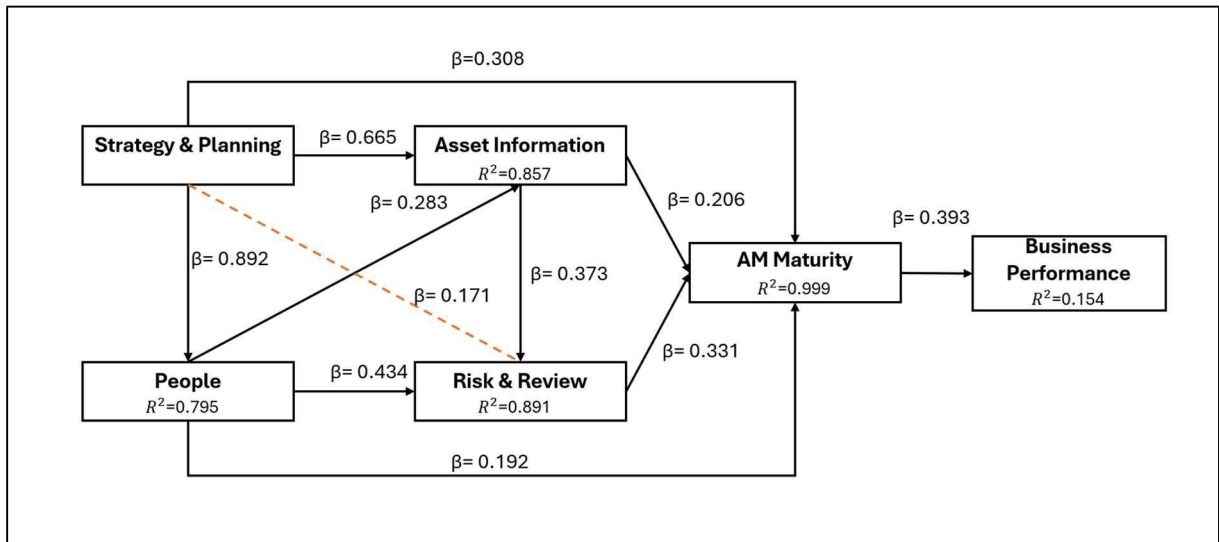 β=0.308
Strategy & Planning
β= 0.665
Asset Information
R²=0.857
β= 0.283
β= 0.206
β= 0.892
β= 0.171
β= 0.373
AM Maturity
R²=0.999
β= 0.393
Business
Performance
R²=0.154
People
R²=0.795
β= 0.434
Risk & Review
R²=0.891
β= 0.331
β= 0.192